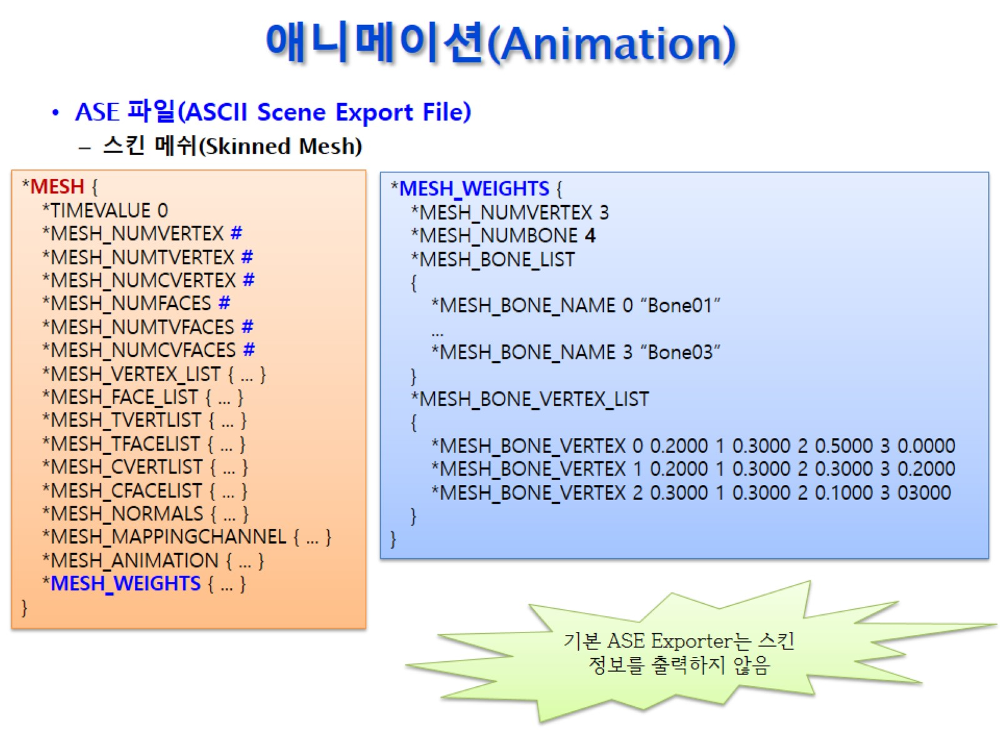 애니메이션(Animation)
• ASE 파일(ASCII Scene Export File)
– 스킨 메쉬(Skinned Mesh)
*MESH {
*TIMEVALUE 0
*MESH_NUMVERTEX #
*MESH_NUMTVERTEX #
*MESH_NUMCVERTEX #
*MESH_NUMFACES #
*MESH_NUMTVFACES #
*MESH_NUMCVFACES #
*MESH_VERTEX_LIST { ... }
*MESH_FACE_LIST { ... }
*MESH_TVERTLIST { ... }
*MESH_TFACELIST { ... }
*MESH_CVERTLIST { ... }
*MESH_CFACELIST { ... }
*MESH_NORMALS { ... }
*MESH_MAPPINGCHANNEL { ... }
*MESH_ANIMATION { ... }
*MESH_WEIGHTS { ... }
}
*MESH_WEIGHTS {
*MESH_NUMVERTEX 3
*MESH_NUMBONE 4
*MESH_BONE_LIST
{
*MESH_BONE_NAME 0 “Bone01”
...
*MESH_BONE_NAME 3 “Bone03”
}
*MESH_BONE_VERTEX_LIST
{
*MESH_BONE_VERTEX 0 0.2000 1 0.3000 2 0.5000 3 0.0000
*MESH_BONE_VERTEX 1 0.2000 1 0.3000 2 0.3000 3 0.2000
*MESH_BONE_VERTEX 2 0.3000 1 0.3000 2 0.1000 3 03000
}
}
기본 ASE Exporter는 스킨
정보를 출력하지 않음